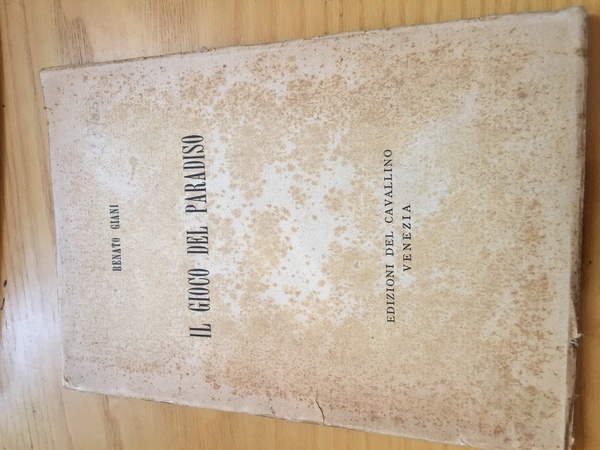 RENATO GIANI
IL GIOCO DEL PARADISO
EDIZIONI DEL CAVALLINO
VENEZIA